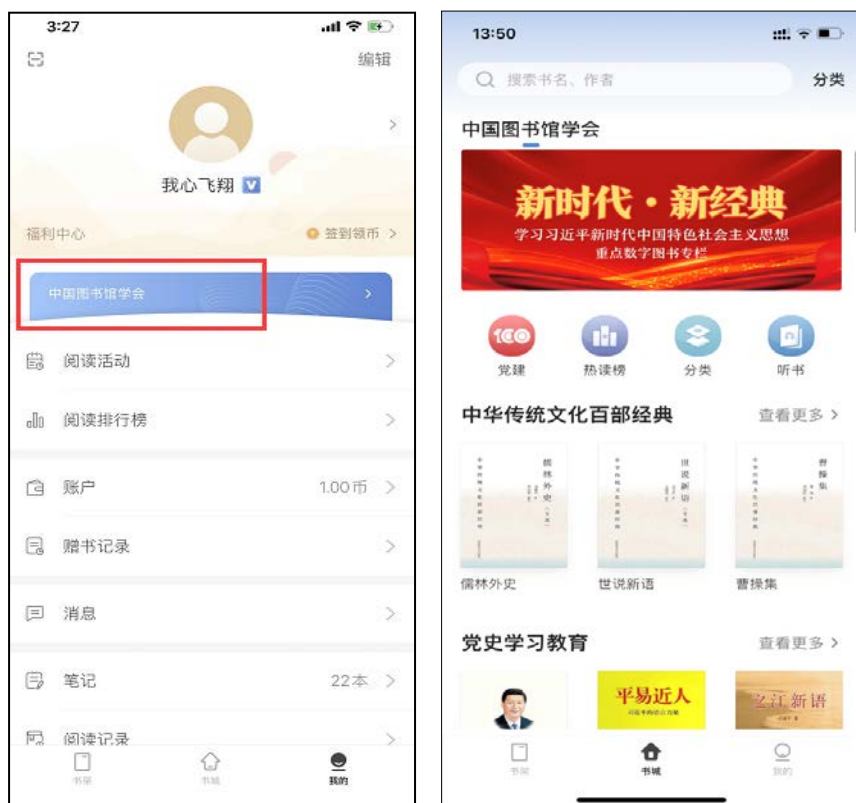 3:27
编辑
我心飞翔
福利中心
签到领币
中国图书馆学会
阅读活动
阅读排行榜
账户
1.00币
赠书记录
消息
笔记
22本
阅读记录
书架
书城
我的
13:50
搜索书名、作者
分类
中国图书馆学会
新时代·新经典
学习习近平新时代中国特色社会主义思想
重点数字图书专栏
100
党建
热读榜
分类
听书
中华传统文化百部经典
查看更多
儒林外史
世说新语
曹操集
儒林外史
世说新语
曹操集
党史学习教育
查看更多
平易近人
之江新语
书架
书城
我的